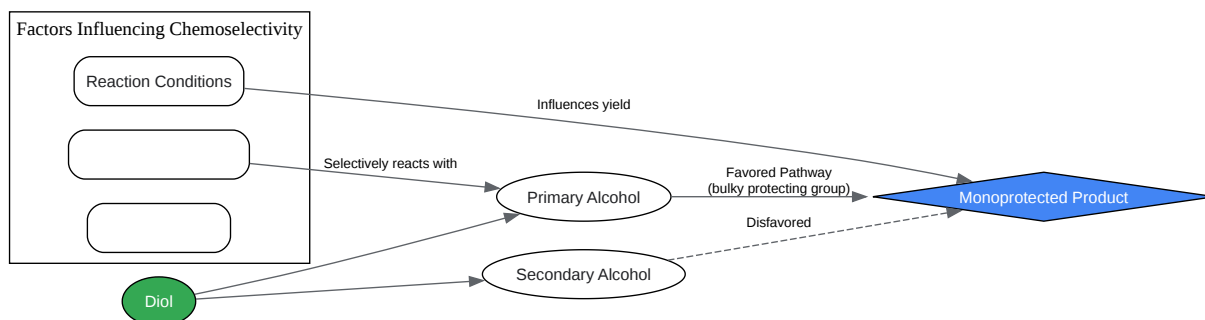 Factors Influencing Chemoselectivity
Reaction Conditions
Influences yield
Selectively reacts with
Favored Pathway
(bulky protecting group)
Primary Alcohol
Monoprotected Product
Disfavored
Secondary Alcohol
Diol